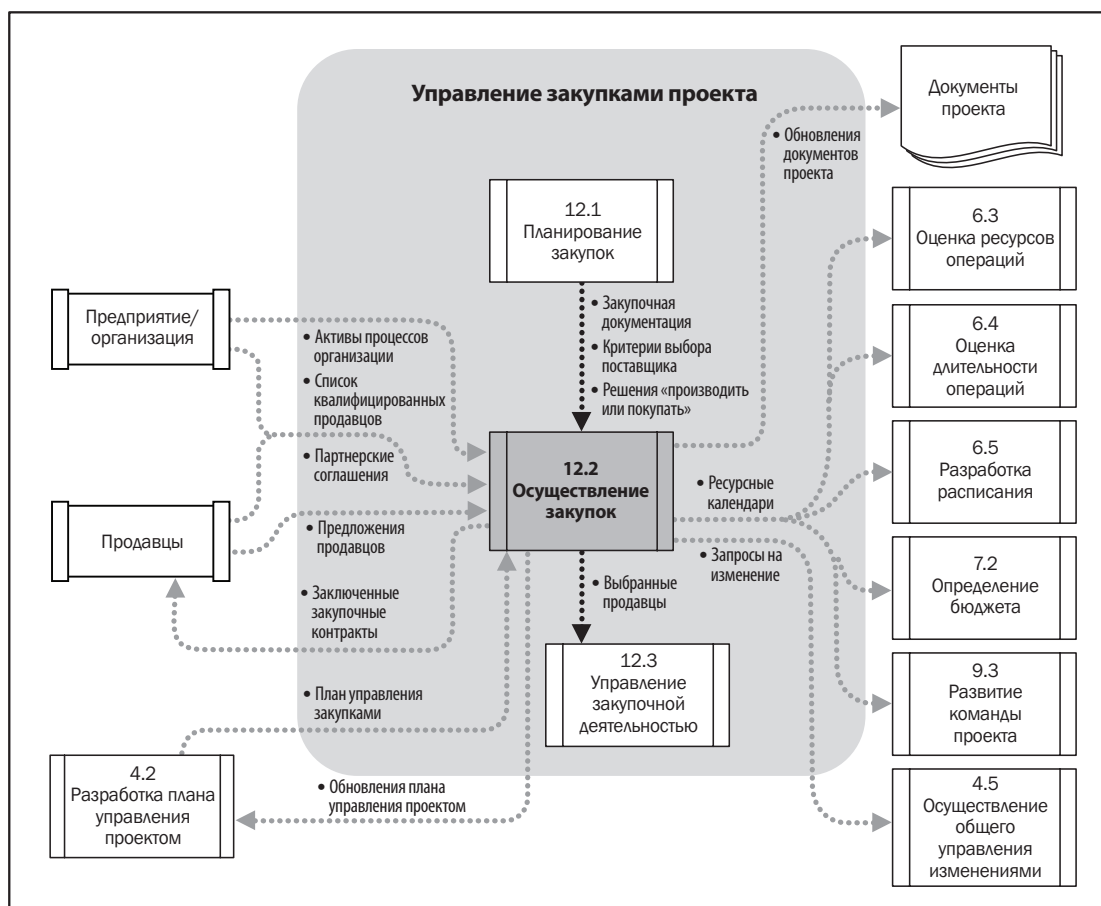 Управление закупками проекта
Документы
проекта
• Обновления
документов
проекта
12.1
Планирование
закупок
6.3
Оценка ресурсов
операций
Предприятие/
организация
• Активы процессов
организации
• Список
квалифицированных
продавцов
• Партнерские
соглашения
• Закупочная
документация
• Критерии выбора
поставщика
• Решения «производить
или покупать»
6.4
Оценка
длительности
операций
12.2
Осуществление
закупок
• Ресурсные
календари
6.5
Разработка
расписания
Продавцы
• Предложения
продавцов
• Запросы на
изменение
• Заключенные
закупочные
контракты
• Выбранные
продавцы
7.2
Определение
бюджета
12.3
Управление
закупочной
деятельностью
9.3
Развитие
команды
проекта
• План управления
закупками
4.2
Разработка плана
управления
проектом
• Обновления плана
управления проектом
4.5
Осуществление
общего
управления
изменениями